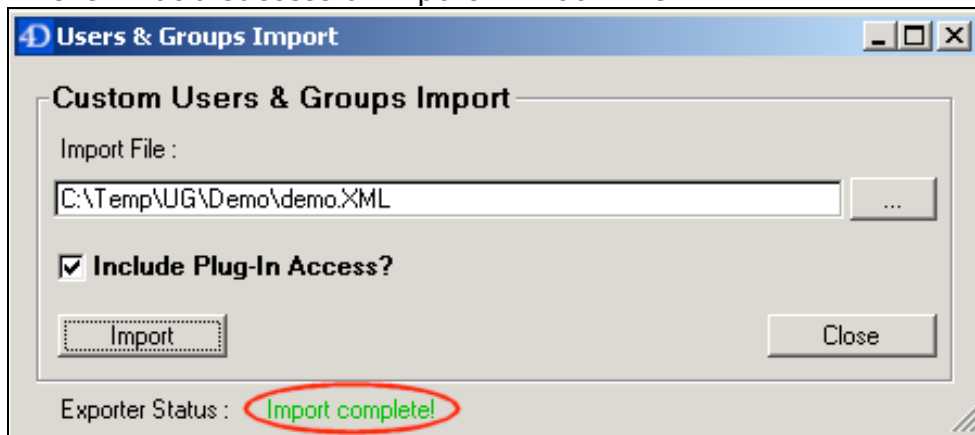 4D Users & Groups Import
Custom Users & Groups Import
Import File :
C:\Temp\UG\Demo\demo.XML
...
Include Plug-In Access?
Import
Close
Exporter Status : Import complete!